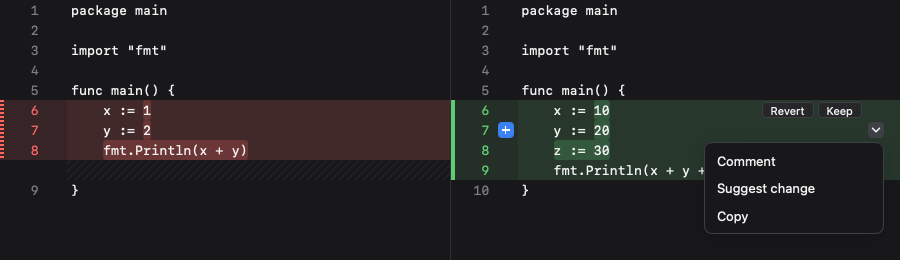 1 package main
2
3 import "fmt"
4
5 func main() {
6 x := 1
7 y := 2
8 fmt.Println(x + y)
9 }
1 package main
2
3 import "fmt"
4
5 func main() {
6 x := 10
Revert Keep
7 + y := 20
8 z := 30
9 fmt.Println(x + y +
10 }
Comment
Suggest change
Copy